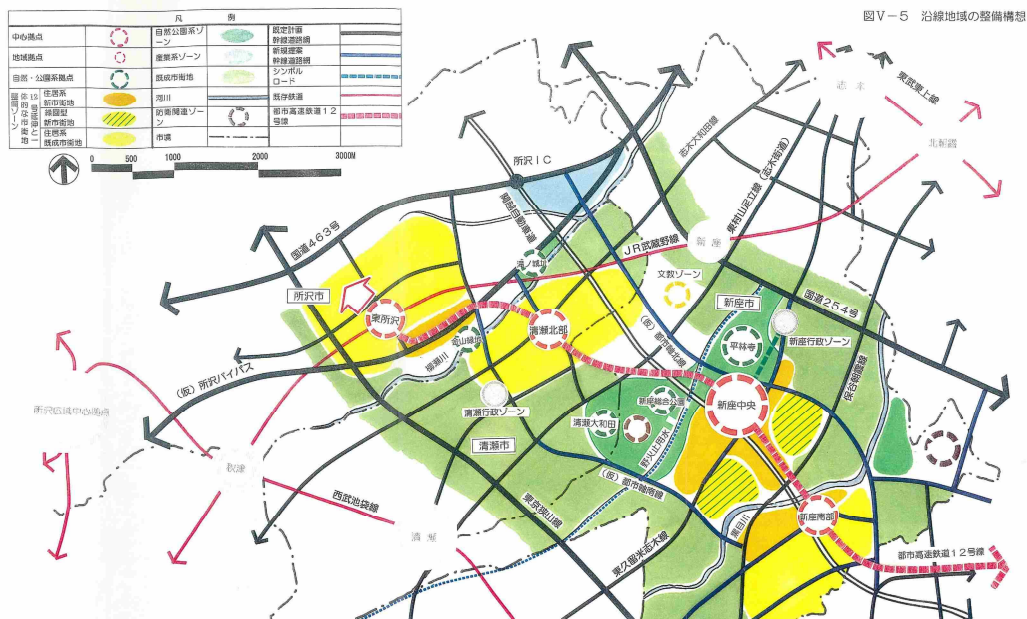 図Ⅴ－5　沿線地域の整備構想
凡　例
中心拠点
自然公園系ゾーン
既定計画幹線道路網
地域拠点
産業系ゾーン
新規提案幹線道路網
自然・公園系拠点
既成市街地
シンボルロード
住居系新市街地
河川
既存鉄道
緑園型新市街地
防衛関連ゾーン
都市高速鉄道12号線
住居系既成市街地
市境
0　500　1000　2000　3000M
志木
東武東上線
北朝霞
所沢IC
志木大和田線
東村山足立線（志木街道）
関越自動車道
国道463号
新座
JR武蔵野線
滝ノ城址
文教ゾーン
所沢市
新座市
国道254号
東所沢
清瀬北部
（仮）都市軸北線
平林寺
新座行政ゾーン
金山緑地
柳瀬川
（仮）所沢バイパス
保谷朝霞線
所沢広域中心拠点
清瀬行政ゾーン
新座総合公園
新座中央
清瀬大和田
野火止用水
清瀬市
秋津
（仮）都市軸南線
西武池袋線
東京狭山線
新座南部
黒目川
清瀬
東久留米志木線
都市高速鉄道12号線